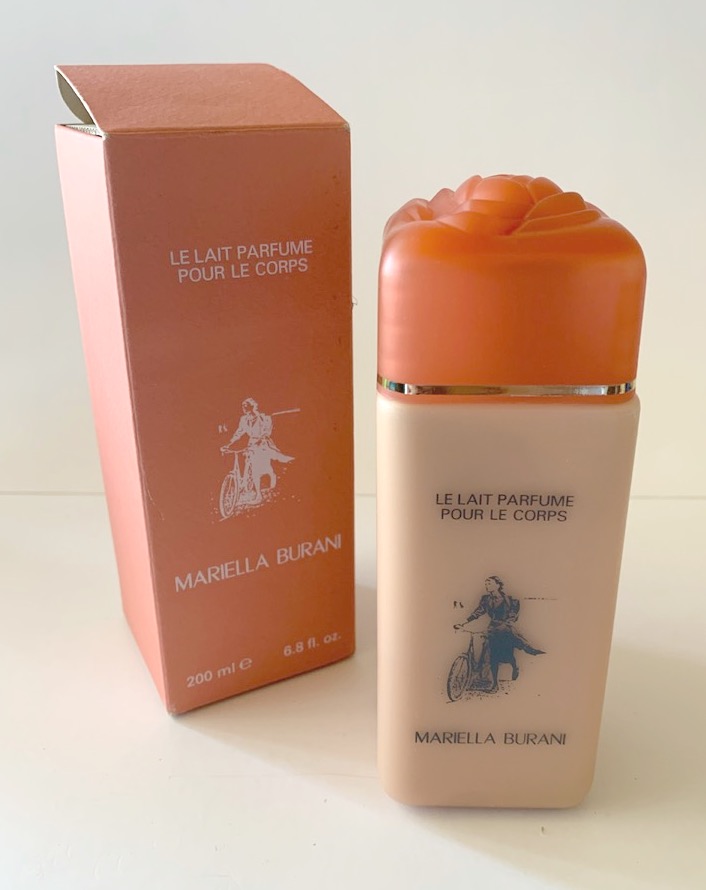 LE LAIT PARFUME
POUR LE CORPS
MARIELLA BURANI
200 ml ℮ 6.8 fl. oz.
LE LAIT PARFUME
POUR LE CORPS
MARIELLA BURANI